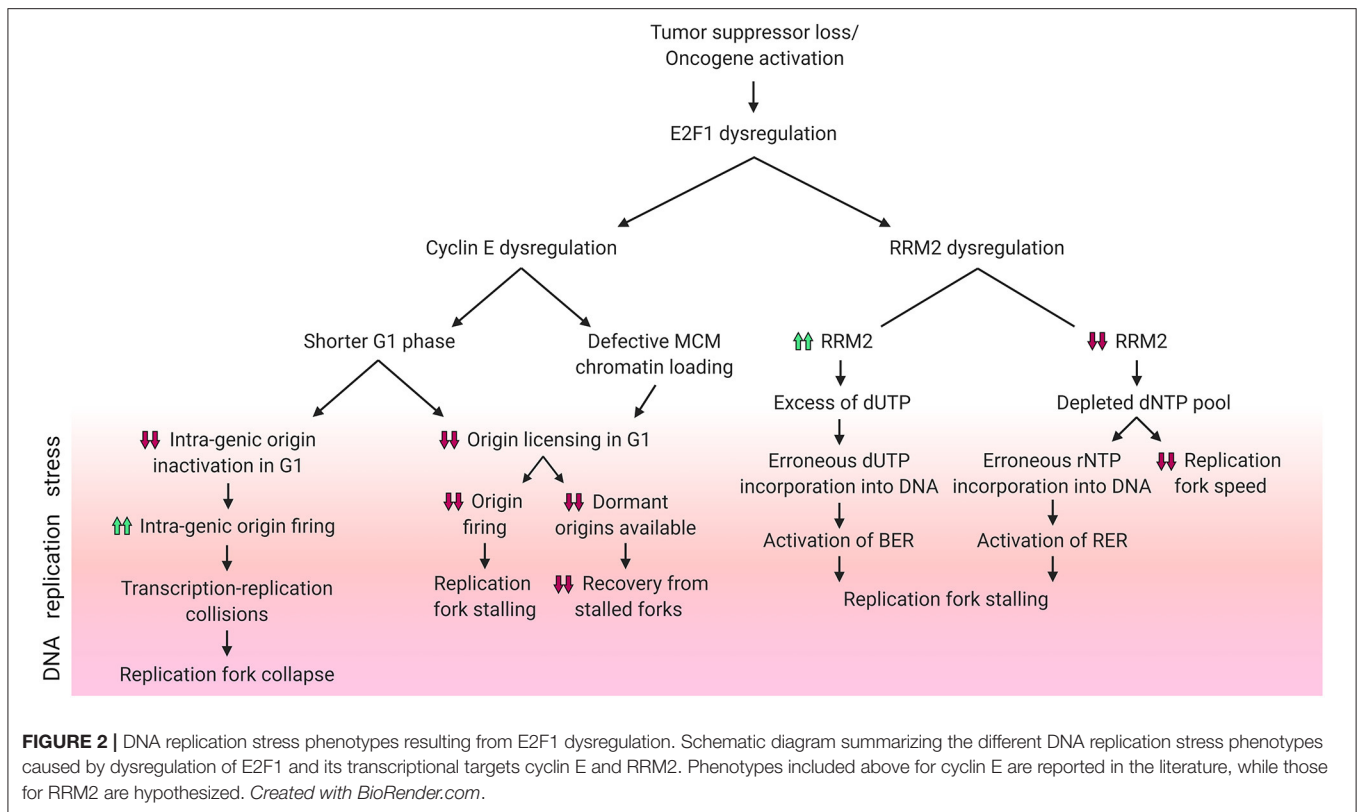 Tumor suppressor loss/
Oncogene activation
E2F1 dysregulation
Cyclin E dysregulation
RRM2 dysregulation
Shorter G1 phase
Defective MCM
chromatin loading
RRM2
RRM2
Excess of dUTP
Depleted dNTP pool
Intra-genic origin
inactivation in G1
Origin licensing in G1
Erroneous dUTP
incorporation into DNA
Erroneous rNTP
incorporation into DNA
Replication
fork speed
Intra-genic origin firing
Origin
firing
Dormant
origins available
Activation of BER
Activation of RER
Transcription-replication
collisions
Replication
fork stalling
Recovery from
stalled forks
Replication fork stalling
Replication fork collapse
DNA replication stress
FIGURE 2 | DNA replication stress phenotypes resulting from E2F1 dysregulation. Schematic diagram summarizing the different DNA replication stress phenotypes
caused by dysregulation of E2F1 and its transcriptional targets cyclin E and RRM2. Phenotypes included above for cyclin E are reported in the literature, while those
for RRM2 are hypothesized. Created with BioRender.com.